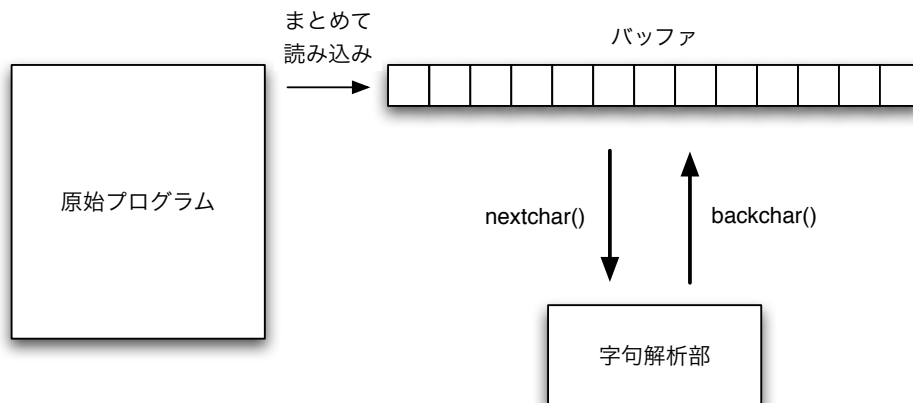 まとめて
読み込み
バッファ
原始プログラム
nextchar()
backchar()
字句解析部